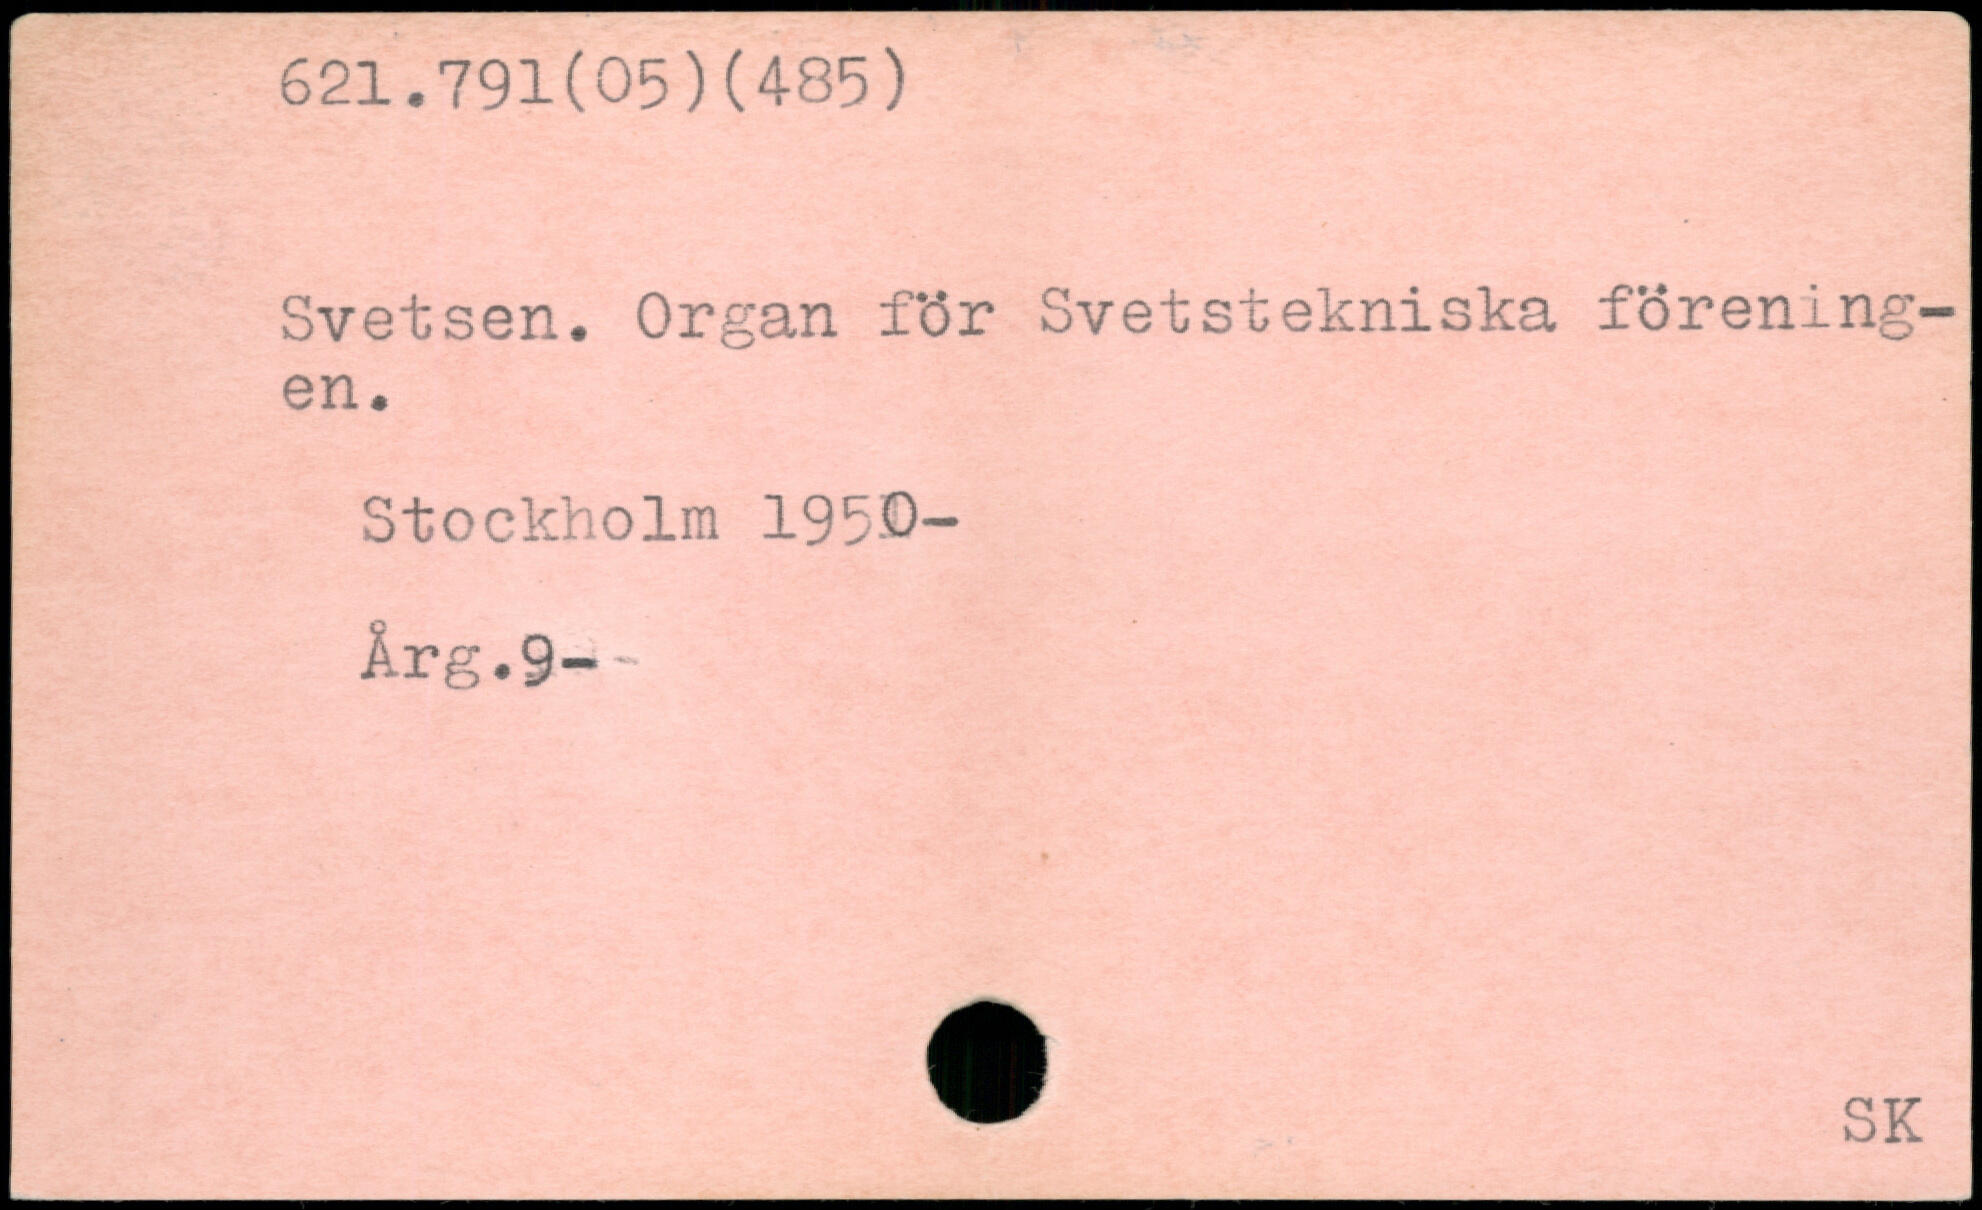 621.791(05)(485)
Svetsen. Organ för Svetstekniska förening-
en.
Stockholm 1950-
Årg.9-
SK